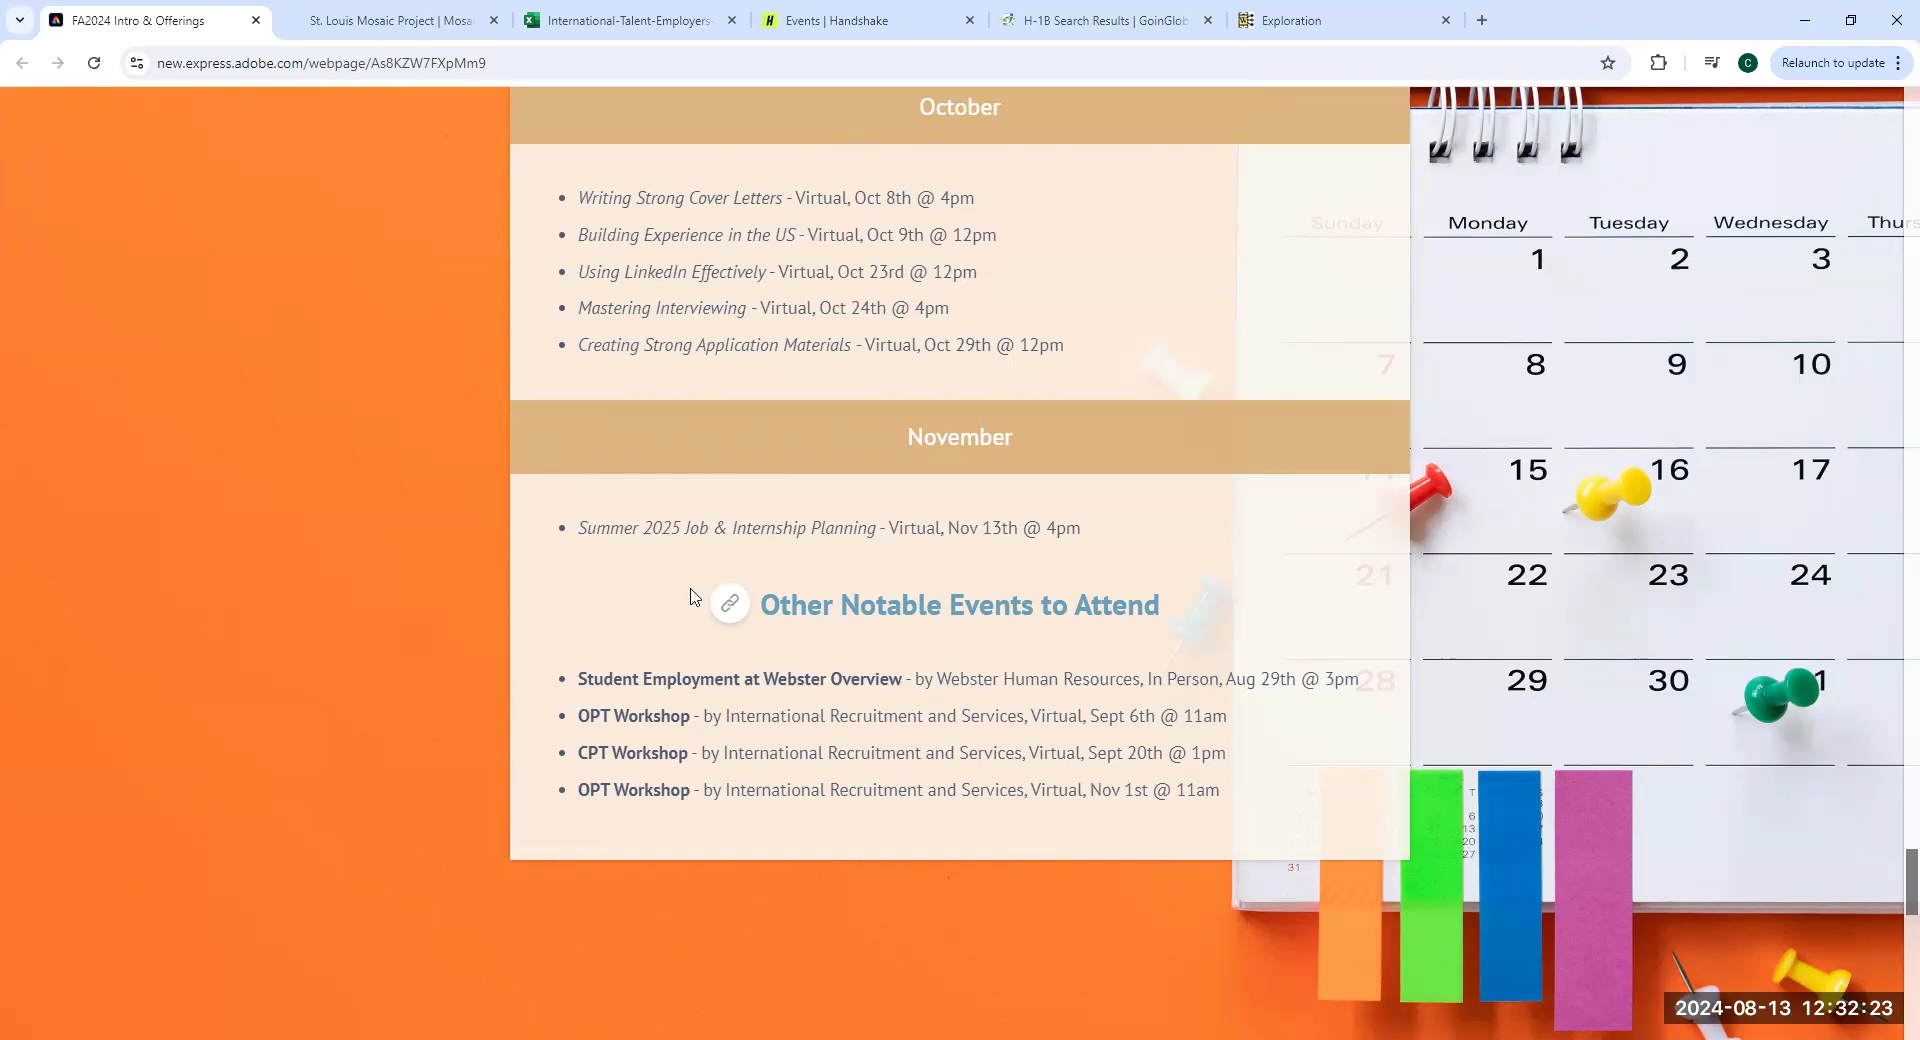 FA2024 Intro & Offerings
St. Louis Mosaic Project | Mosa
International-Talent-Employers-
Events | Handshake
H-1B Search Results | GoinGlob
Exploration
new.express.adobe.com/webpage/As8KZW7FXpMm9
C
Relaunch to update
October
Writing Strong Cover Letters - Virtual, Oct 8th @ 4pm
Building Experience in the US - Virtual, Oct 9th @ 12pm
Using LinkedIn Effectively - Virtual, Oct 23rd @ 12pm
Mastering Interviewing - Virtual, Oct 24th @ 4pm
Creating Strong Application Materials - Virtual, Oct 29th @ 12pm
November
Summer 2025 Job & Internship Planning - Virtual, Nov 13th @ 4pm
Other Notable Events to Attend
Student Employment at Webster Overview - by Webster Human Resources, In Person, Aug 29th @ 3pm
OPT Workshop - by International Recruitment and Services, Virtual, Sept 6th @ 11am
CPT Workshop - by International Recruitment and Services, Virtual, Sept 20th @ 1pm
OPT Workshop - by International Recruitment and Services, Virtual, Nov 1st @ 11am
Sunday Monday Tuesday Wednesday Thurs
1 2 3
7 8 9 10
15 16 17
21 22 23 24
28 29 30
T
6
13
20
27
31
2024-08-13 12:32:23